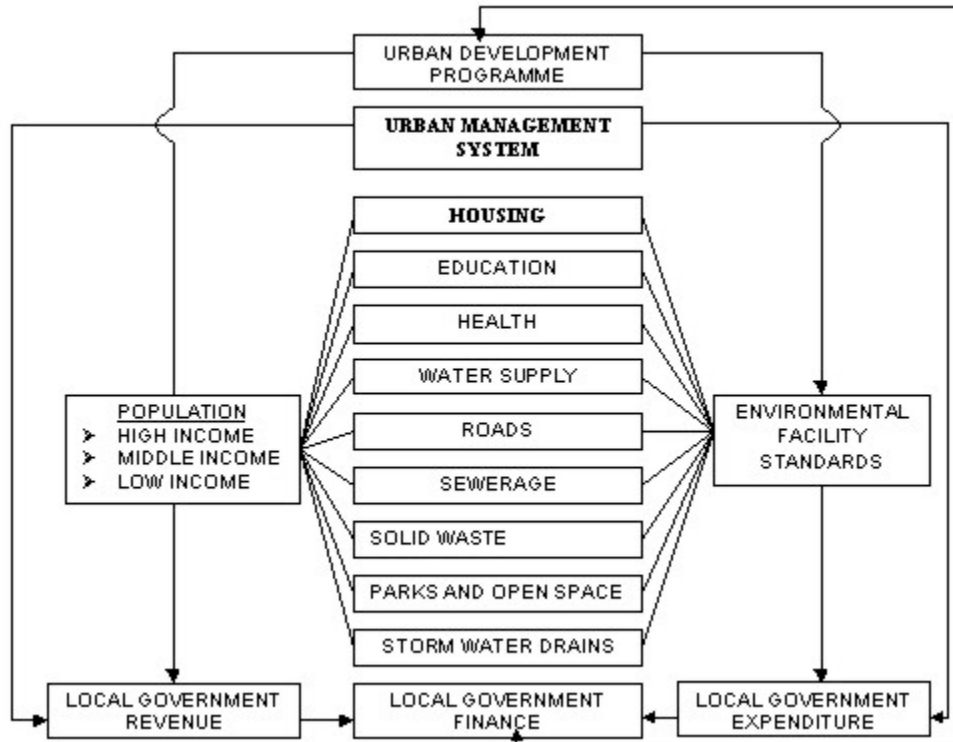 URBAN DEVELOPMENT
PROGRAMME
URBAN MANAGEMENT
SYSTEM
HOUSING
EDUCATION
HEALTH
WATER SUPPLY
ROADS
SEWERAGE
SOLID WASTE
PARKS AND OPEN SPACE
STORM WATER DRAINS
POPULATION
HIGH INCOME
MIDDLE INCOME
LOW INCOME
ENVIRONMENTAL
FACILITY
STANDARDS
LOCAL GOVERNMENT
REVENUE
LOCAL GOVERNMENT
FINANCE
LOCAL GOVERNMENT
EXPENDITURE